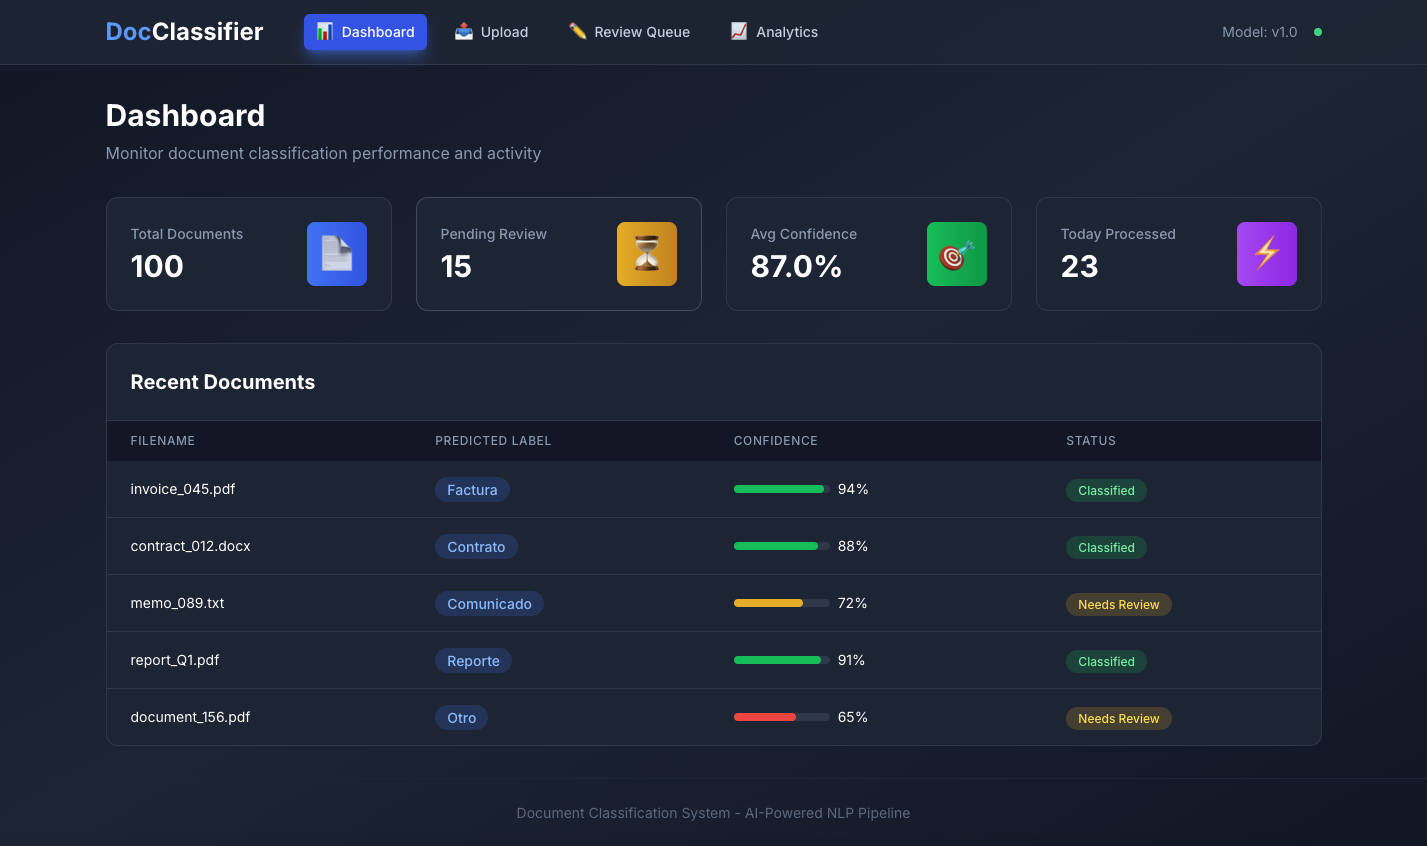 DocClassifier Dashboard Upload Review Queue Analytics Model: v1.0
Dashboard
Monitor document classification performance and activity
Total Documents Pending Review Avg Confidence Today Processed
100 15 87.0% 23
Recent Documents
FILENAME PREDICTED LABEL CONFIDENCE STATUS
invoice_045.pdf Factura 94% Classified
contract_012.docx Contrato 88% Classified
memo_089.txt Comunicado 72% Needs Review
report_Q1.pdf Reporte 91% Classified
document_156.pdf Otro 65% Needs Review
Document Classification System - AI-Powered NLP Pipeline